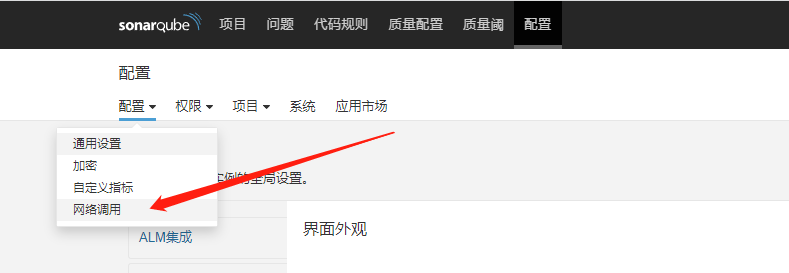 sonarqube 项目 问题 代码规则 质量配置 质量阈 配置
配置
配置 权限 项目 系统 应用市场
通用设置
加密
自定义指标
实例的全局设置。
网络调用
界面外观
ALM集成